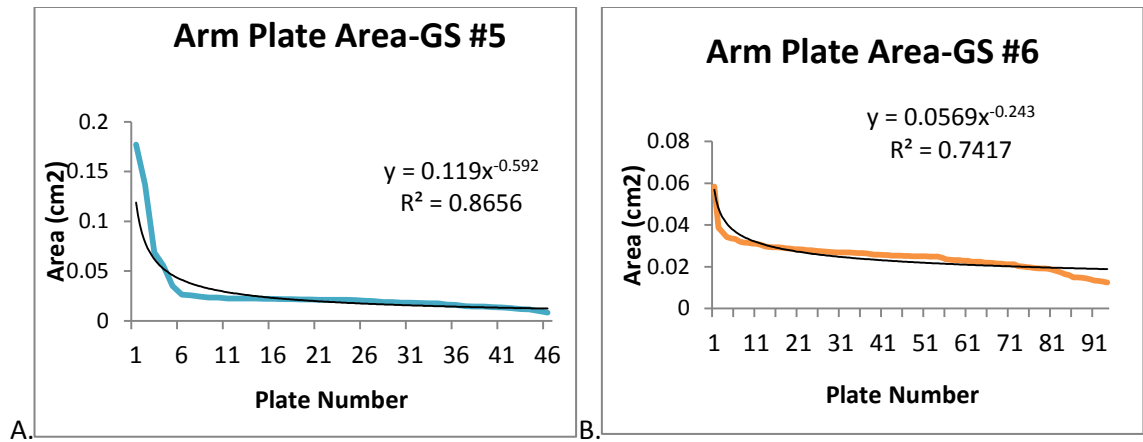 Arm Plate Area-GS #5
y = 0.119x^-0.592
R² = 0.8656
0.2
0.15
0.1
0.05
0
Area (cm2)
1 6 11 16 21 26 31 36 41 46
Plate Number
A.
Arm Plate Area-GS #6
y = 0.0569x^-0.243
R² = 0.7417
0.08
0.06
0.04
0.02
0
Area (cm2)
1 11 21 31 41 51 61 71 81 91
Plate Number
B.